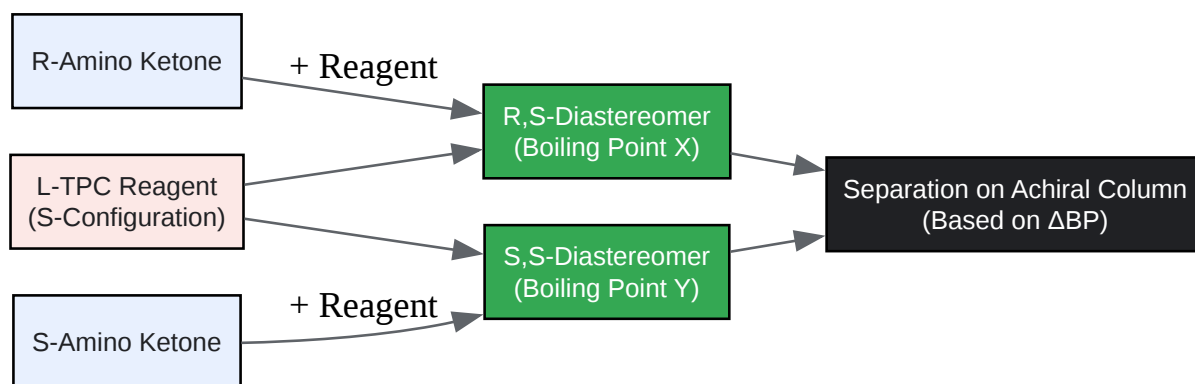 R-Amino Ketone
+ Reagent
R,S-Diastereomer
(Boiling Point X)
L-TPC Reagent
(S-Configuration)
Separation on Achiral Column
(Based on ΔBP)
S,S-Diastereomer
(Boiling Point Y)
+ Reagent
S-Amino Ketone